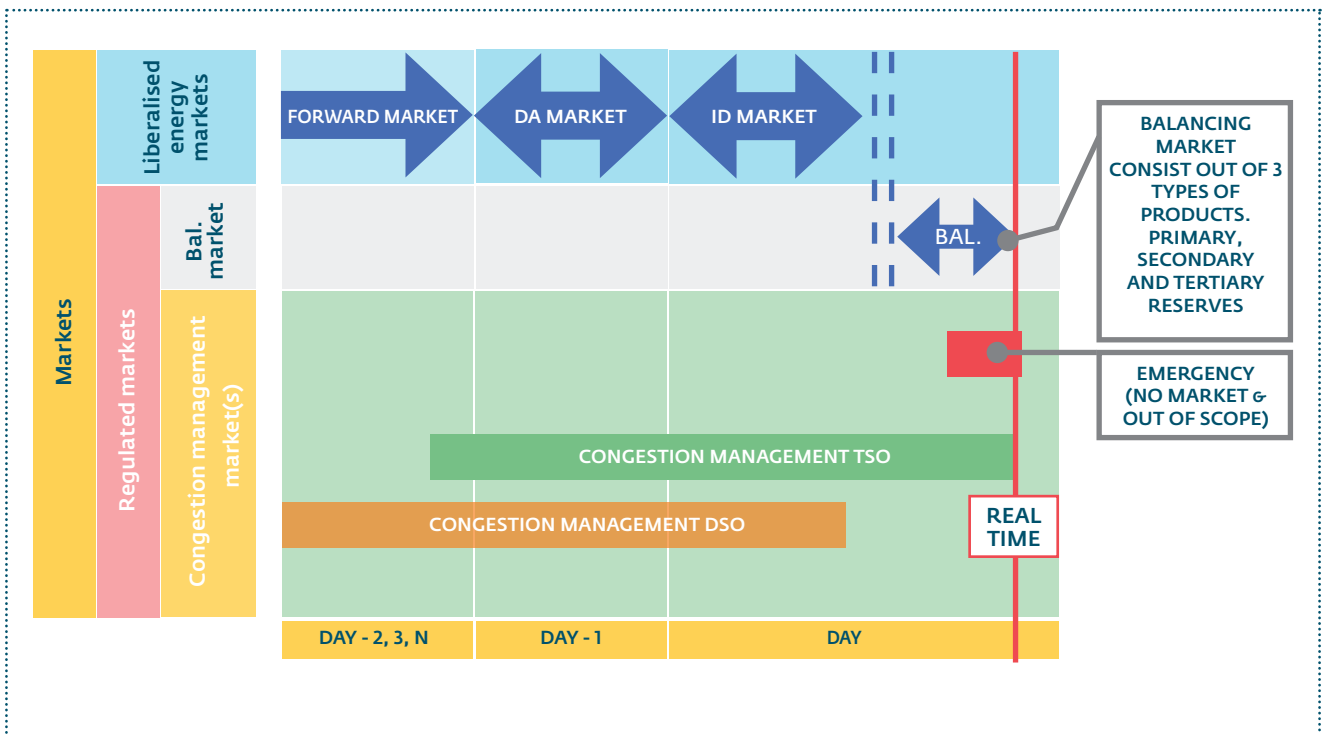 Markets
Liberalised
energy
markets
Regulated markets
Bal.
market
Congestion management
market(s)
FORWARD MARKET
DA MARKET
ID MARKET
BAL.
CONGESTION MANAGEMENT TSO
CONGESTION MANAGEMENT DSO
REAL
TIME
DAY - 2, 3, N
DAY - 1
DAY
BALANCING
MARKET
CONSIST OUT OF 3
TYPES OF
PRODUCTS.
PRIMARY,
SECONDARY
AND TERTIARY
RESERVES
EMERGENCY
(NO MARKET &
OUT OF SCOPE)